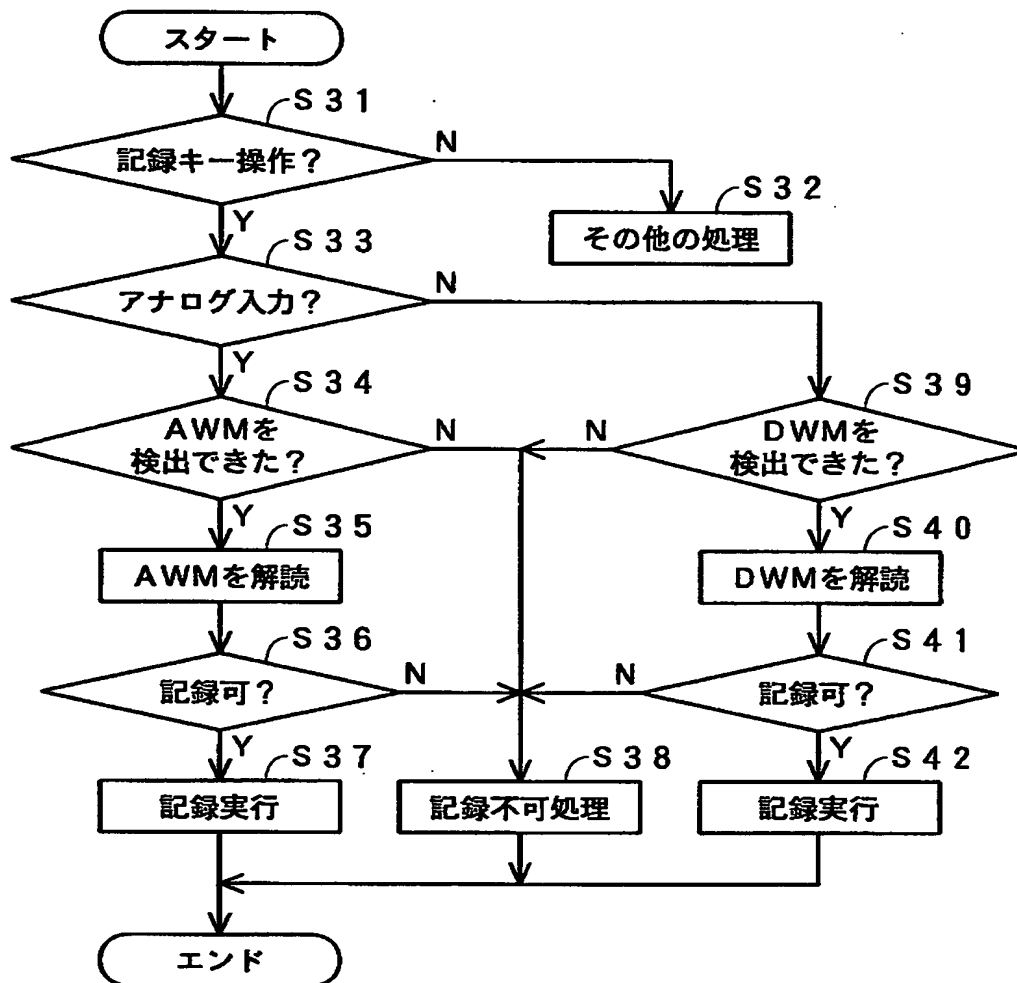 スタート
S31
記録キー操作？
N
Y
S32
その他の処理
S33
アナログ入力？
N
Y
S34
AWMを
検出できた？
N
Y
S39
DWMを
検出できた？
N
Y
S35
AWMを解読
S40
DWMを解読
S36
記録可？
N
Y
S41
記録可？
N
Y
S37
記録実行
S38
記録不可処理
S42
記録実行
エンド